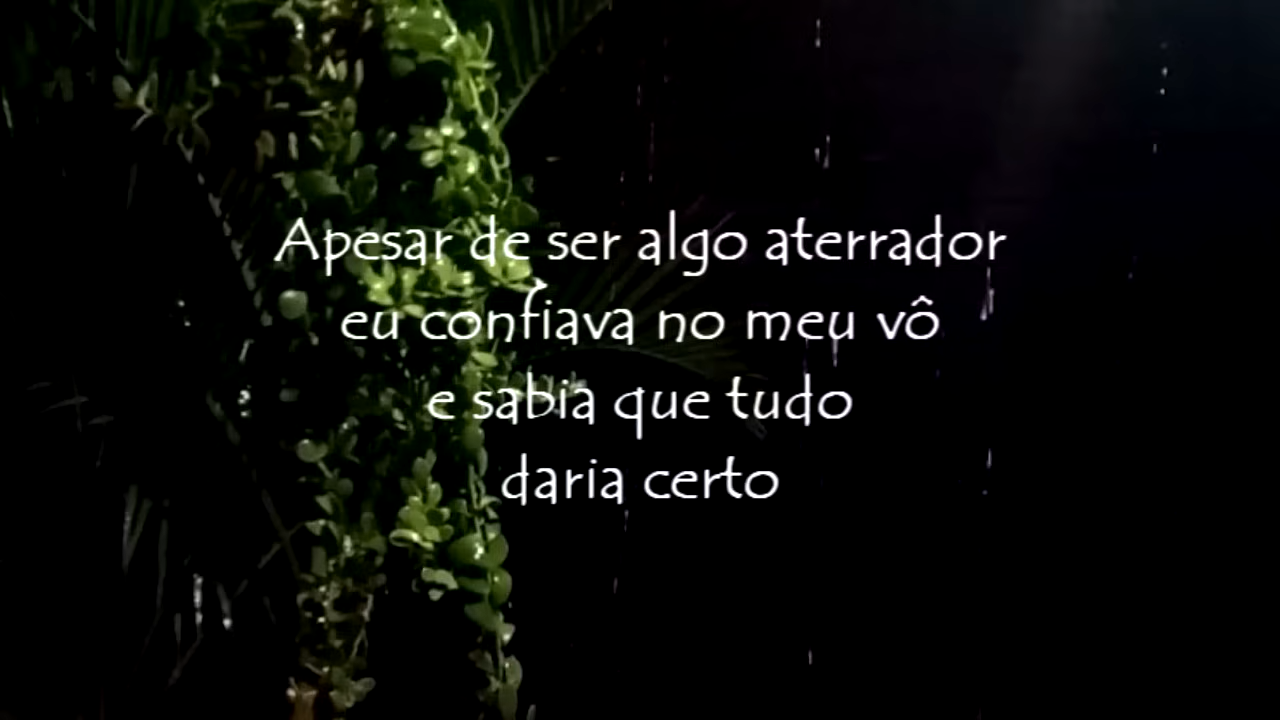 Apesar de ser algo aterrador
eu confiava no meu vô
e sabia que tudo
daria certo